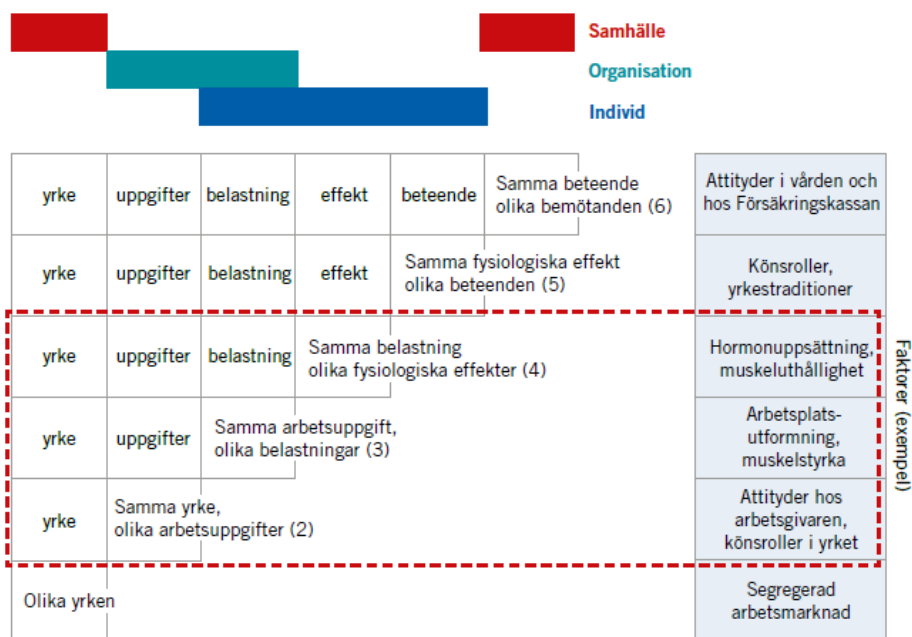 Samhälle
Organisation
Individ
yrke
uppgifter
belastning
effekt
beteende
Samma beteende
olika bemötanden (6)
Attityder i vården och
hos Försäkringskassan
yrke
uppgifter
belastning
effekt
Samma fysiologiska effekt
olika beteenden (5)
Könsroller,
yrkestraditioner
yrke
uppgifter
belastning
Samma belastning
olika fysiologiska effekter (4)
Hormonuppsättning,
muskeluthållighet
yrke
uppgifter
Samma arbetsuppgift,
olika belastningar (3)
Arbetsplats-
utformning,
muskelstyrka
yrke
Samma yrke,
olika arbetsuppgifter (2)
Attityder hos
arbetsgivaren,
könsroller i yrket
Olika yrken
Segregerad
arbetsmarknad
Faktorer (exempel)